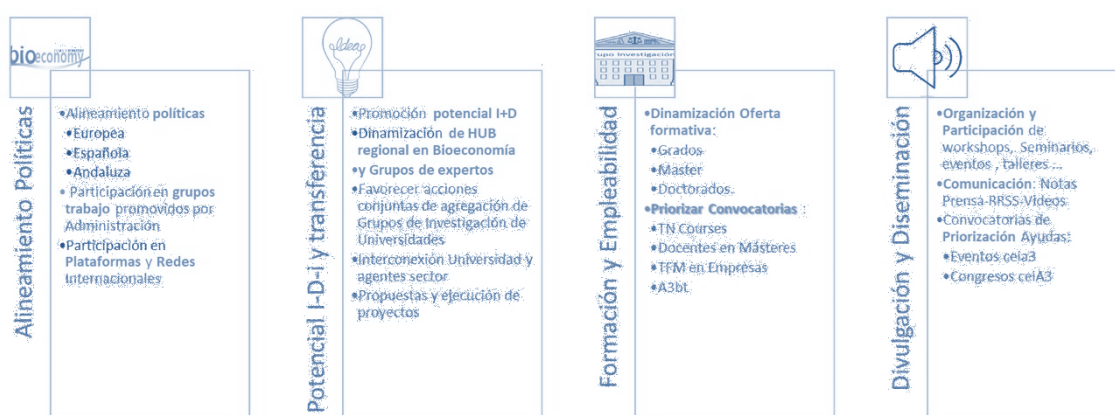 bioeconomy
Alineamiento Políticas
•Alineamiento políticas
•Europea
•Española
•Andaluza
• Participación en grupos
trabajo promovidos por
Administración
•Participación en
Plataformas y Redes
Internacionales
Idea
Potencial I-D-i y transferencia
•Promoción potencial I+D
•Dinamización de HUB
regional en Bioeconomía
•y Grupos de expertos
•Favorecer acciones
conjuntas de agregación de
Grupos de Investigación de
Universidades
•Interconexión Universidad y
agentes sector
•Propuestas y ejecución de
proyectos
upo Investigación
Formación y Empleabilidad
•Dinamización Oferta
formativa:
•Grados
•Master
•Doctorados.
•Priorizar Convocatorias :
•TN Courses
•Docentes en Másteres
•TFM en Empresas
•A3bt
Divulgación y Diseminación
•Organización y
Participación de
workshops, Seminarios,
eventos , talleres ...
•Comunicación: Notas
Prensa-RRSS-Videos
•Convocatorias de
Priorización Ayudas:
•Eventos ceia3
•Congresos ceiA3